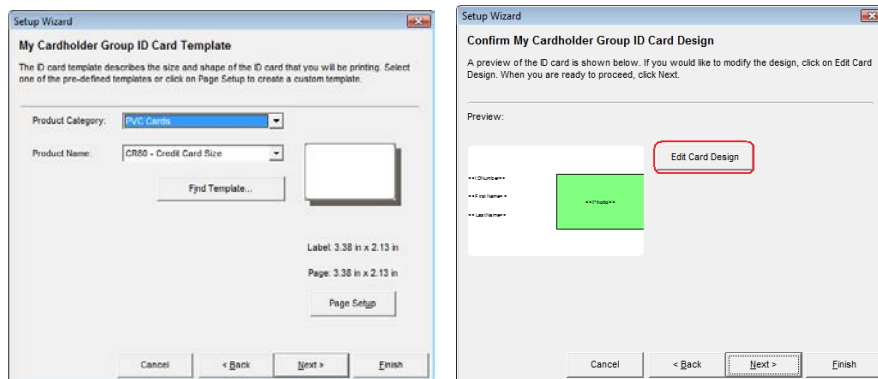 Setup Wizard
My Cardholder Group ID Card Template
The ID card template describes the size and shape of the ID card that you will be printing. Select
one of the pre-defined templates or click on Page Setup to create a custom template.
Product Category: PVC Cards
Product Name: CR80 - Credit Card Size
Find Template...
Label: 3.38 in x 2.13 in
Page: 3.38 in x 2.13 in
Page Setup
Cancel < Back Next > Finish
Setup Wizard
Confirm My Cardholder Group ID Card Design
A preview of the ID card is shown below. If you would like to modify the design, click on Edit Card
Design. When you are ready to proceed, click Next.
Preview:
Edit Card Design
<<IDNumber>>
<<First Name>>
<<Photo>>
<<Last Name>>
Cancel < Back Next > Finish